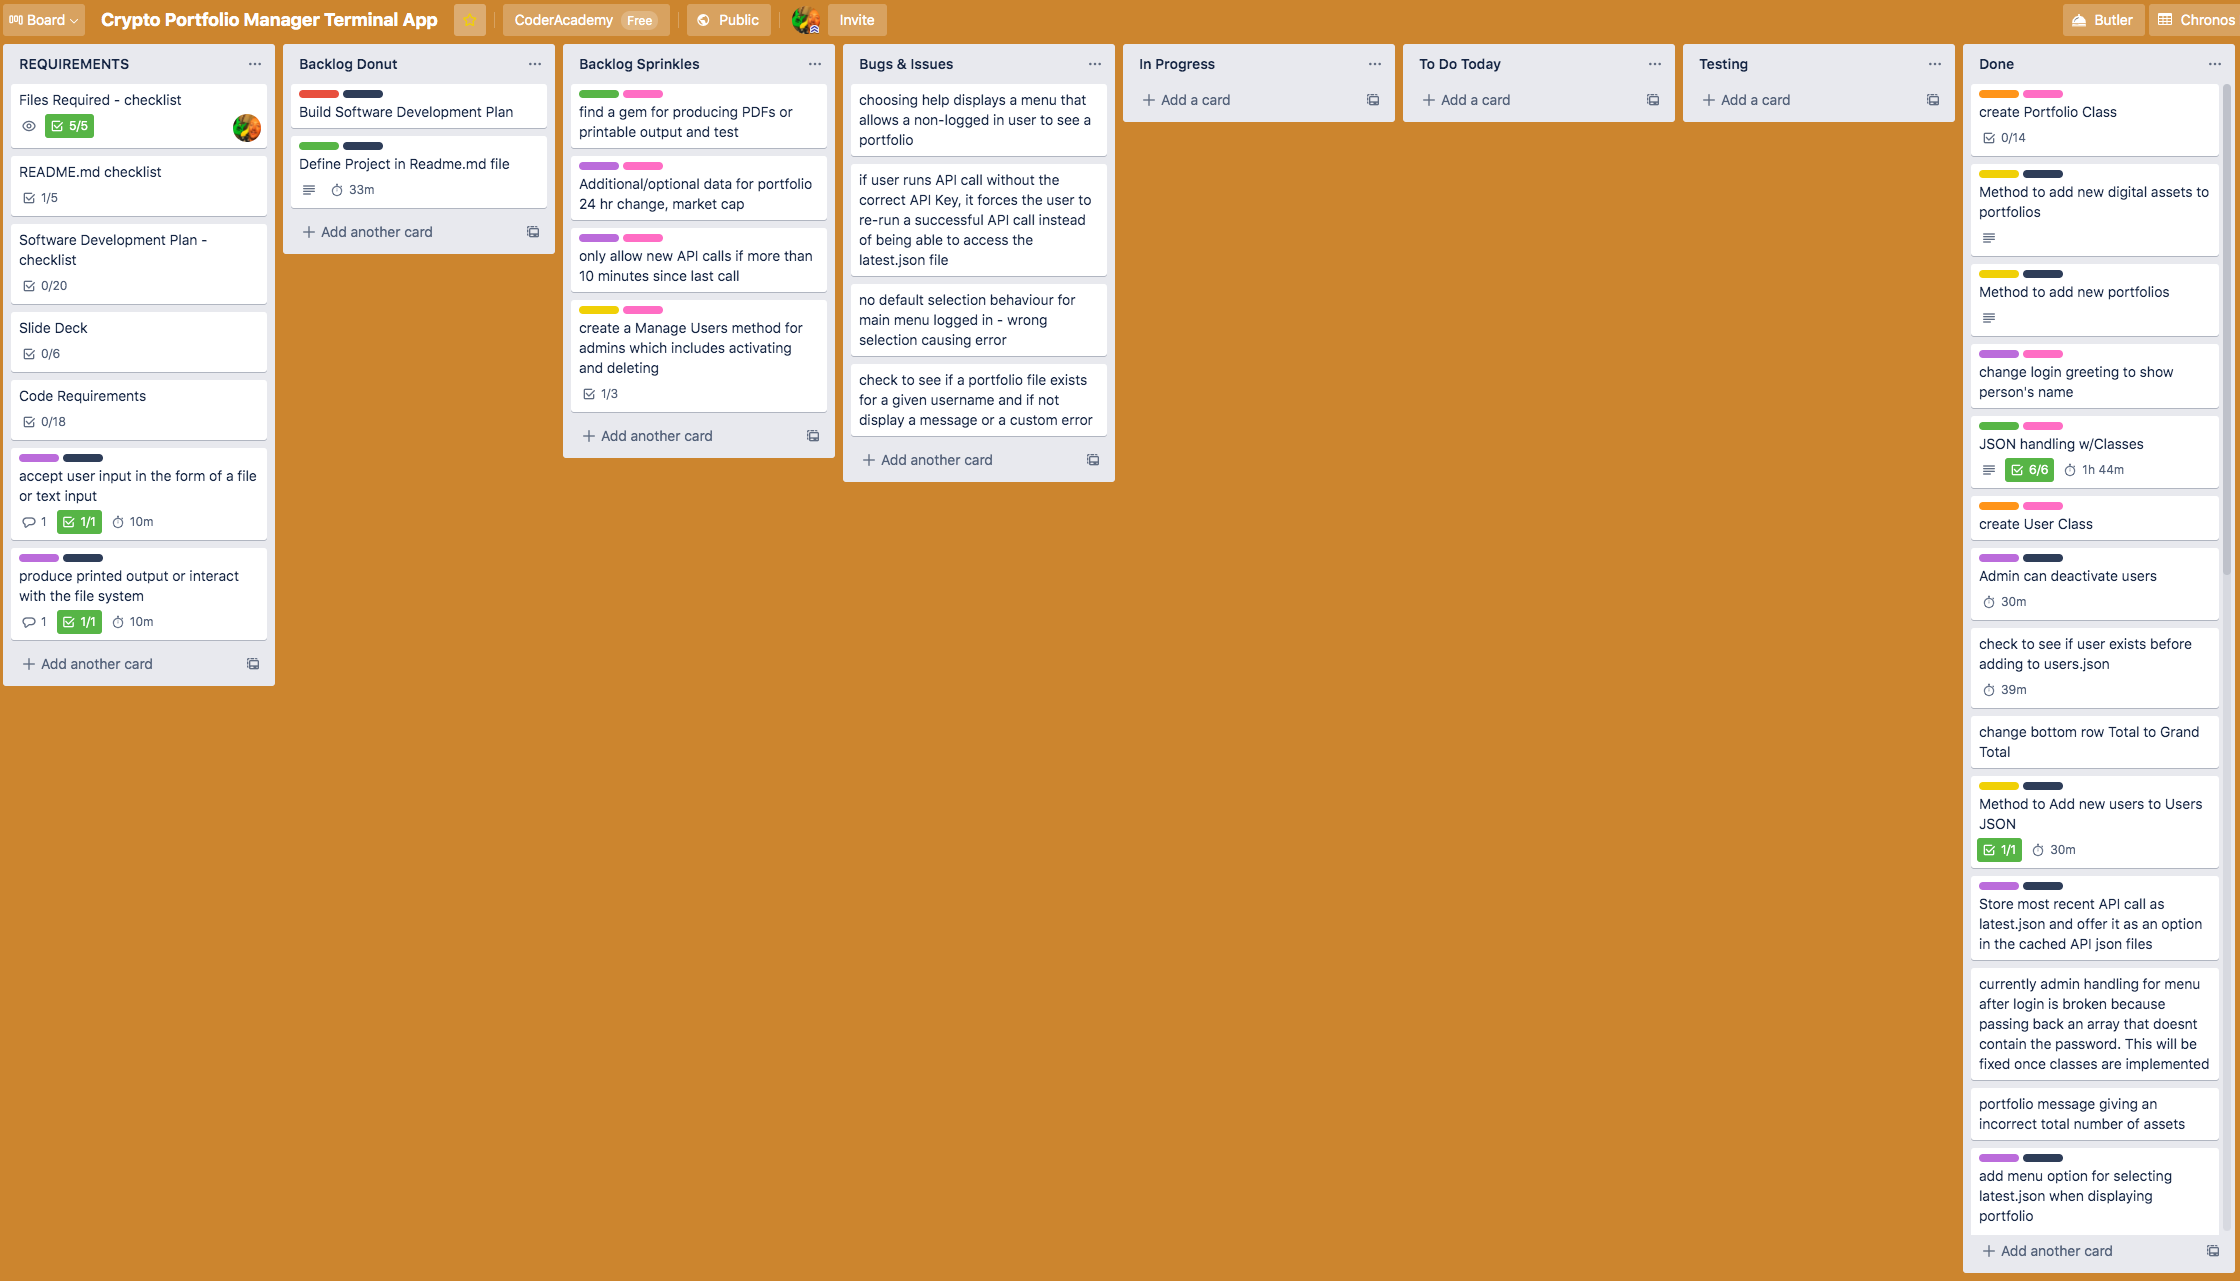 Board
Crypto Portfolio Manager Terminal App
CoderAcademy Free
Public
Invite
Butler
Chronos
REQUIREMENTS
Files Required - checklist
5/5
README.md checklist
1/5
Software Development Plan -
checklist
0/20
Slide Deck
0/6
Code Requirements
0/18
accept user input in the form of a file
or text input
1 1/1 10m
produce printed output or interact
with the file system
1 1/1 10m
+ Add another card
Backlog Donut
Build Software Development Plan
Define Project in Readme.md file
33m
+ Add another card
Backlog Sprinkles
find a gem for producing PDFs or
printable output and test
Additional/optional data for portfolio
24 hr change, market cap
only allow new API calls if more than
10 minutes since last call
create a Manage Users method for
admins which includes activating
and deleting
1/3
+ Add another card
Bugs & Issues
choosing help displays a menu that
allows a non-logged in user to see a
portfolio
if user runs API call without the
correct API Key, it forces the user to
re-run a successful API call instead
of being able to access the
latest.json file
no default selection behaviour for
main menu logged in - wrong
selection causing error
check to see if a portfolio file exists
for a given username and if not
display a message or a custom error
+ Add another card
In Progress
+ Add a card
To Do Today
+ Add a card
Testing
+ Add a card
Done
create Portfolio Class
0/14
Method to add new digital assets to
portfolios
Method to add new portfolios
change login greeting to show
person's name
JSON handling w/Classes
6/6 1h 44m
create User Class
Admin can deactivate users
30m
check to see if user exists before
adding to users.json
39m
change bottom row Total to Grand
Total
Method to Add new users to Users
JSON
1/1 30m
Store most recent API call as
latest.json and offer it as an option
in the cached API json files
currently admin handling for menu
after login is broken because
passing back an array that doesnt
contain the password. This will be
fixed once classes are implemented
portfolio message giving an
incorrect total number of assets
add menu option for selecting
latest.json when displaying
portfolio
+ Add another card